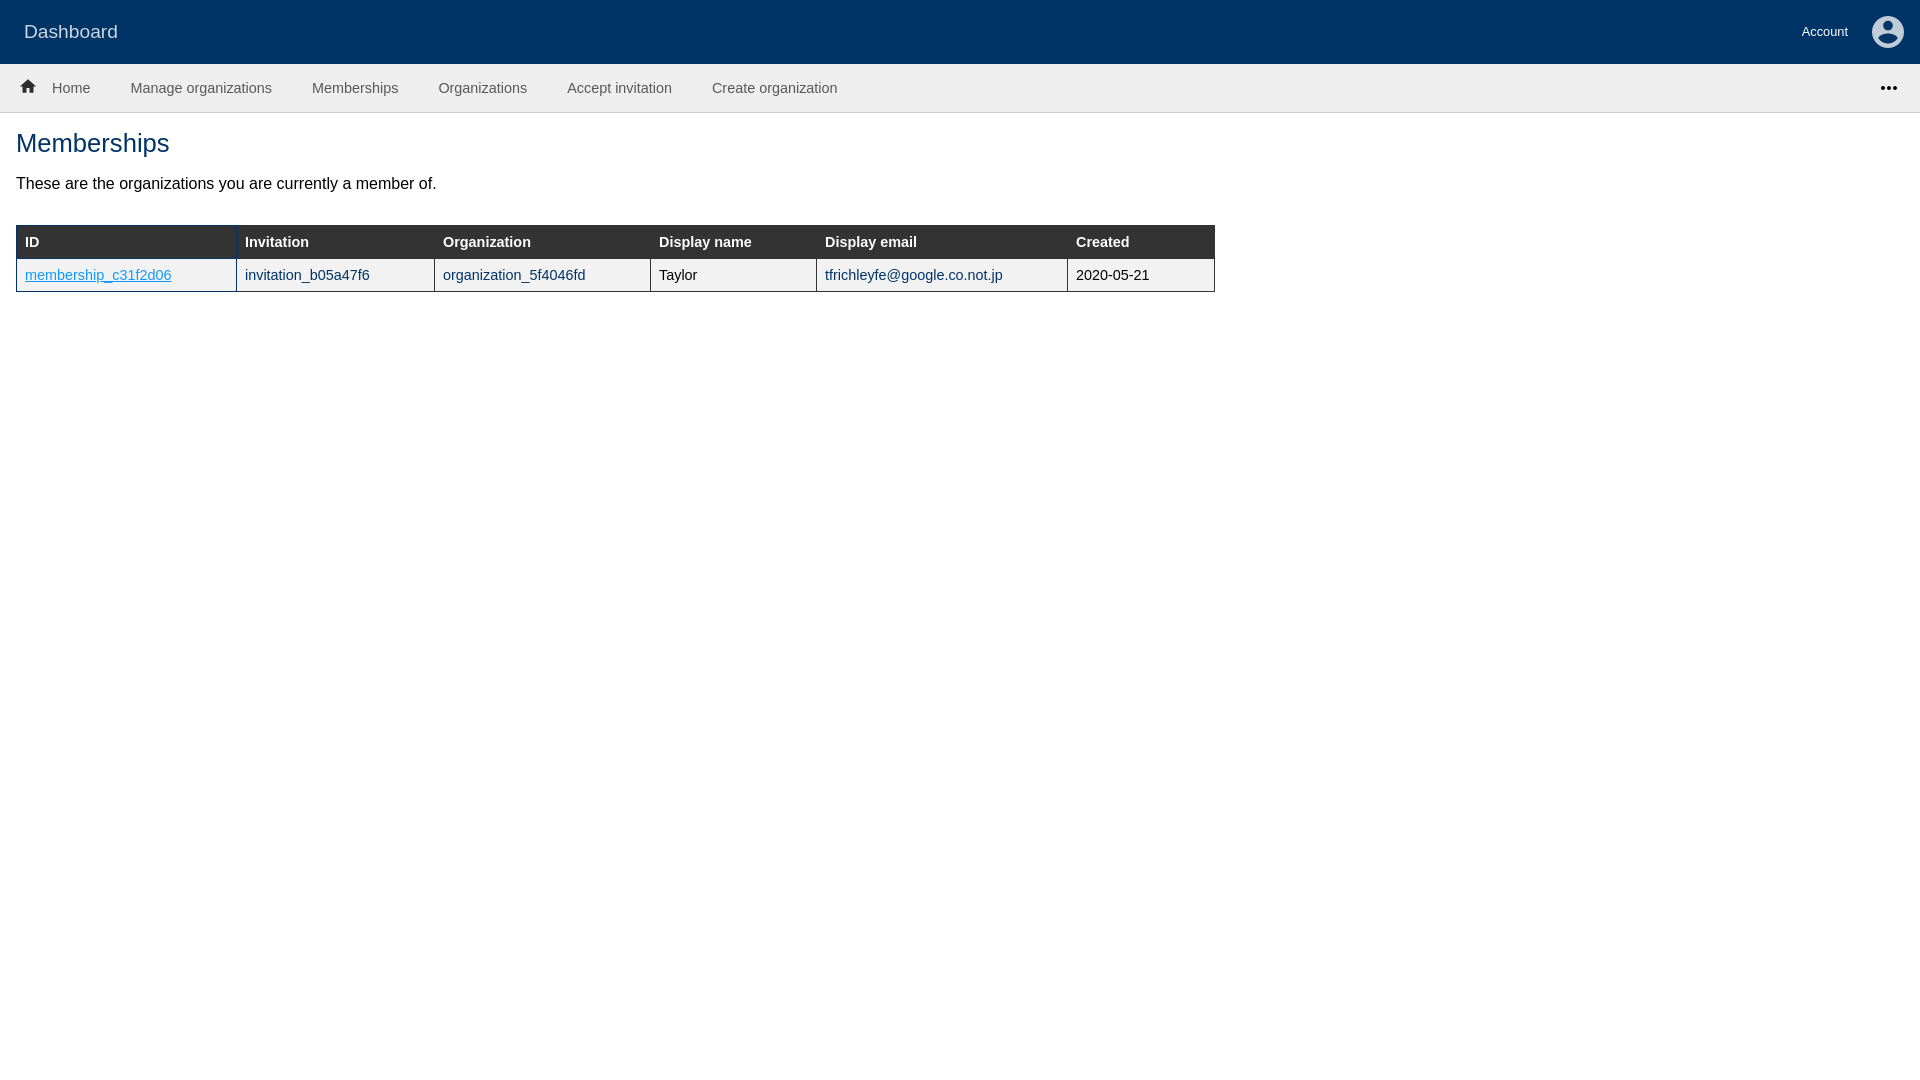 Dashboard
Account
Home Manage organizations Memberships Organizations Accept invitation Create organization
Memberships
These are the organizations you are currently a member of.
ID Invitation Organization Display name Display email Created
membership_c31f2d06 invitation_b05a47f6 organization_5f4046fd Taylor tfrichleyfe@google.co.not.jp 2020-05-21